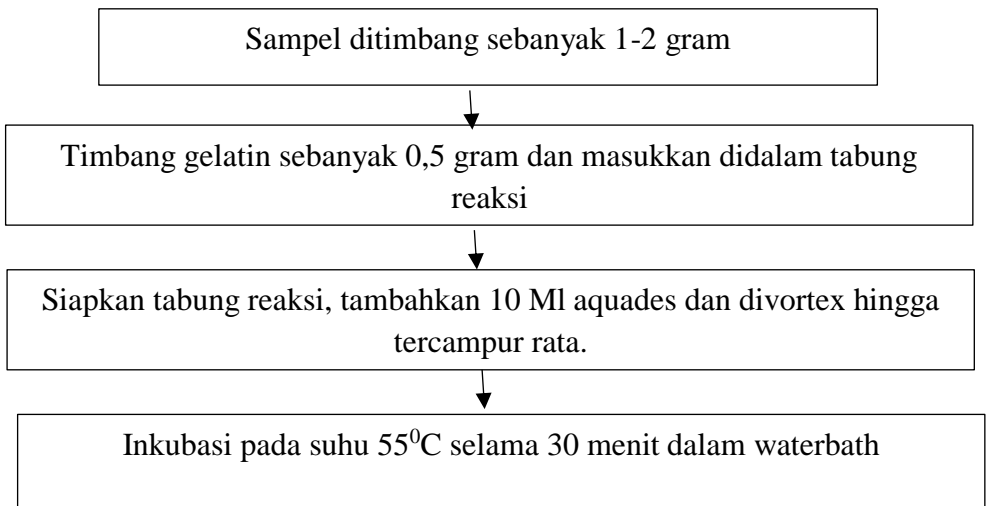 Sampel ditimbang sebanyak 1-2 gram
Timbang gelatin sebanyak 0,5 gram dan masukkan didalam tabung
reaksi
Siapkan tabung reaksi, tambahkan 10 Ml aquades dan divortex hingga
tercampur rata.
Inkubasi pada suhu 55⁰C selama 30 menit dalam waterbath